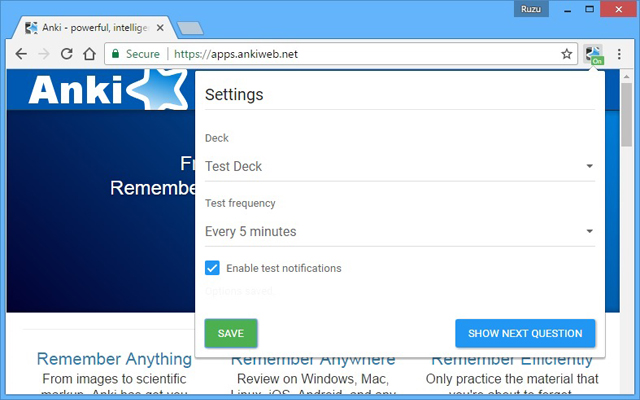 Ruzu
Anki - powerful, intellige
Secure https://apps.ankiweb.net
On
Anki
Settings
Deck
Fr
Test Deck
Remembe
Test frequency
Every 5 minutes
Enable test notifications
SAVE
SHOW NEXT QUESTION
Remember Anything
Remember Anywhere
Remember Efficiently
From images to scientific
Review on Windows, Mac,
Only practice the material
markup, Anki has got you
Linux, iOS, Android, and any
that you're about to forget.